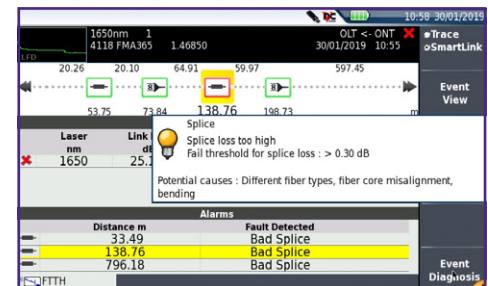 10:58 30/01/2019
1650nm 1 OLT <- ONT
4118 FMA365 1.46850 30/01/2019 10:55
LFD
Trace
SmartLink
20.26 20.10 64.91 59.97 597.45
53.75 73.84 138.76 198.73 m
Event
View
Splice
Splice loss too high
Fail threshold for splice loss : > 0.30 dB
Potential causes : Different fiber types, fiber core misalignment,
bending
Laser Link
nm
1650 25.1
Alarms
Distance m Fault Detected
33.49 Bad Splice
138.76 Bad Splice
796.18 Bad Splice
Event
Diagnosis
FTTH